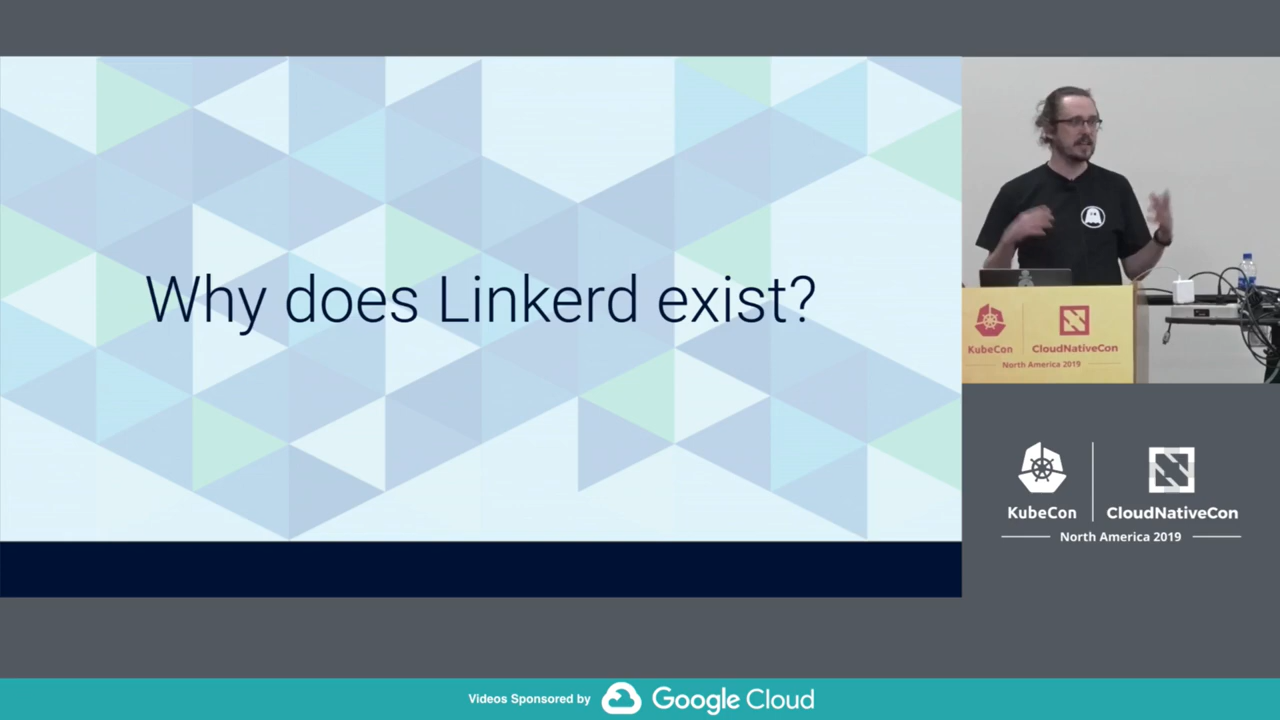 Why does Linkerd exist?
KubeCon
CloudNativeCon
North America 2019
KubeCon
CloudNativeCon
North America 2019
Videos Sponsored by
Google Cloud